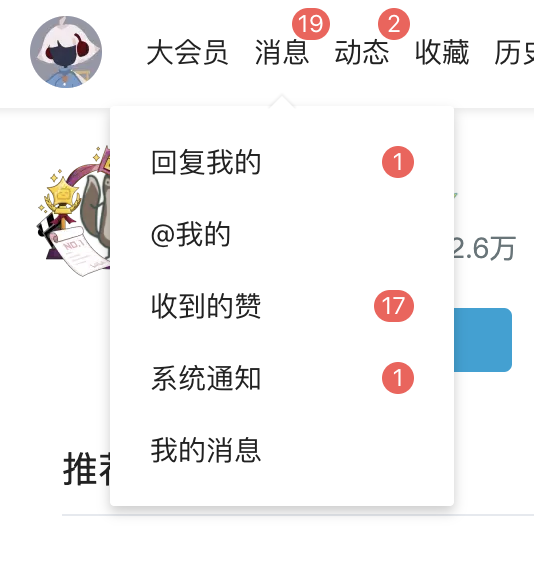 19 2
大会员 消息 动态 收藏 历史
回复我的 1
@我的
2.6万
收到的赞 17
系统通知 1
我的消息
推荐
NO.1